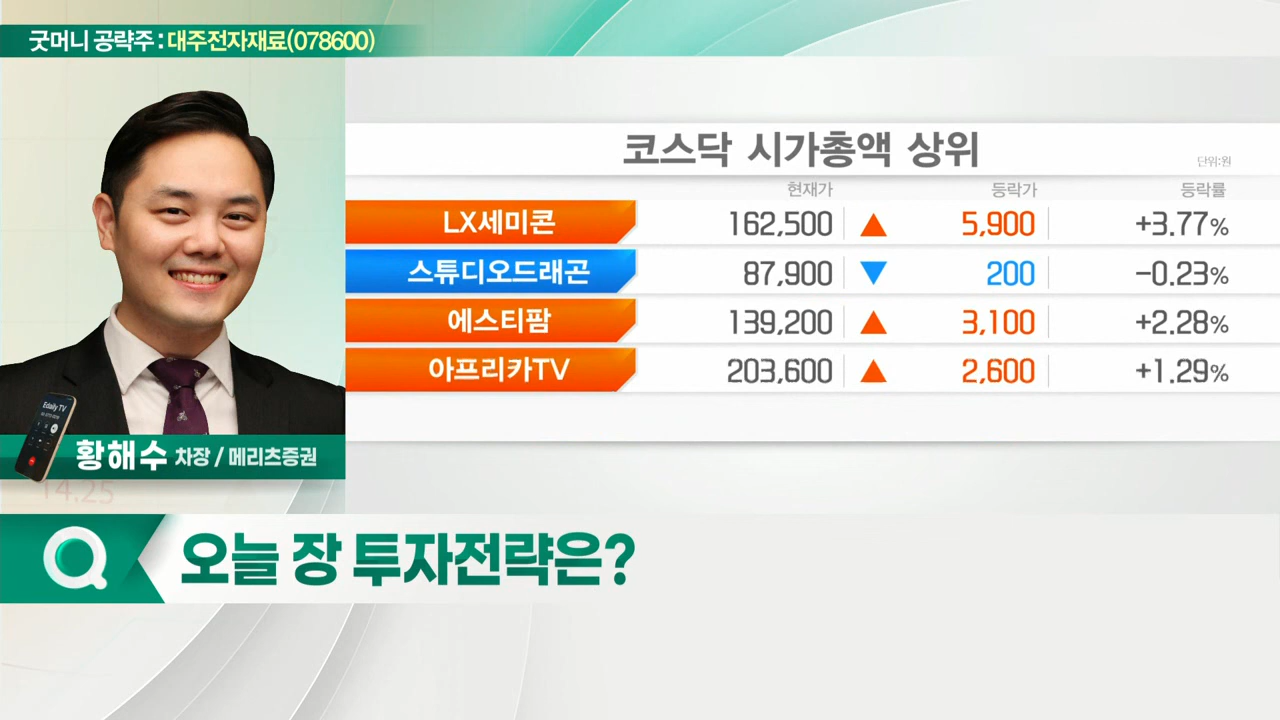 굿머니 공략주 : 대주전자재료(078600)
코스닥 시가총액 상위
단위:원
현재가 등락가 등락률
LX세미콘 162,500 ▲ 5,900 +3.77%
스튜디오드래곤 87,900 ▼ 200 -0.23%
에스티팜 139,200 ▲ 3,100 +2.28%
아프리카TV 203,600 ▲ 2,600 +1.29%
Edaily TV
황해수 차장 / 메리츠증권
14.25
오늘 장 투자전략은?